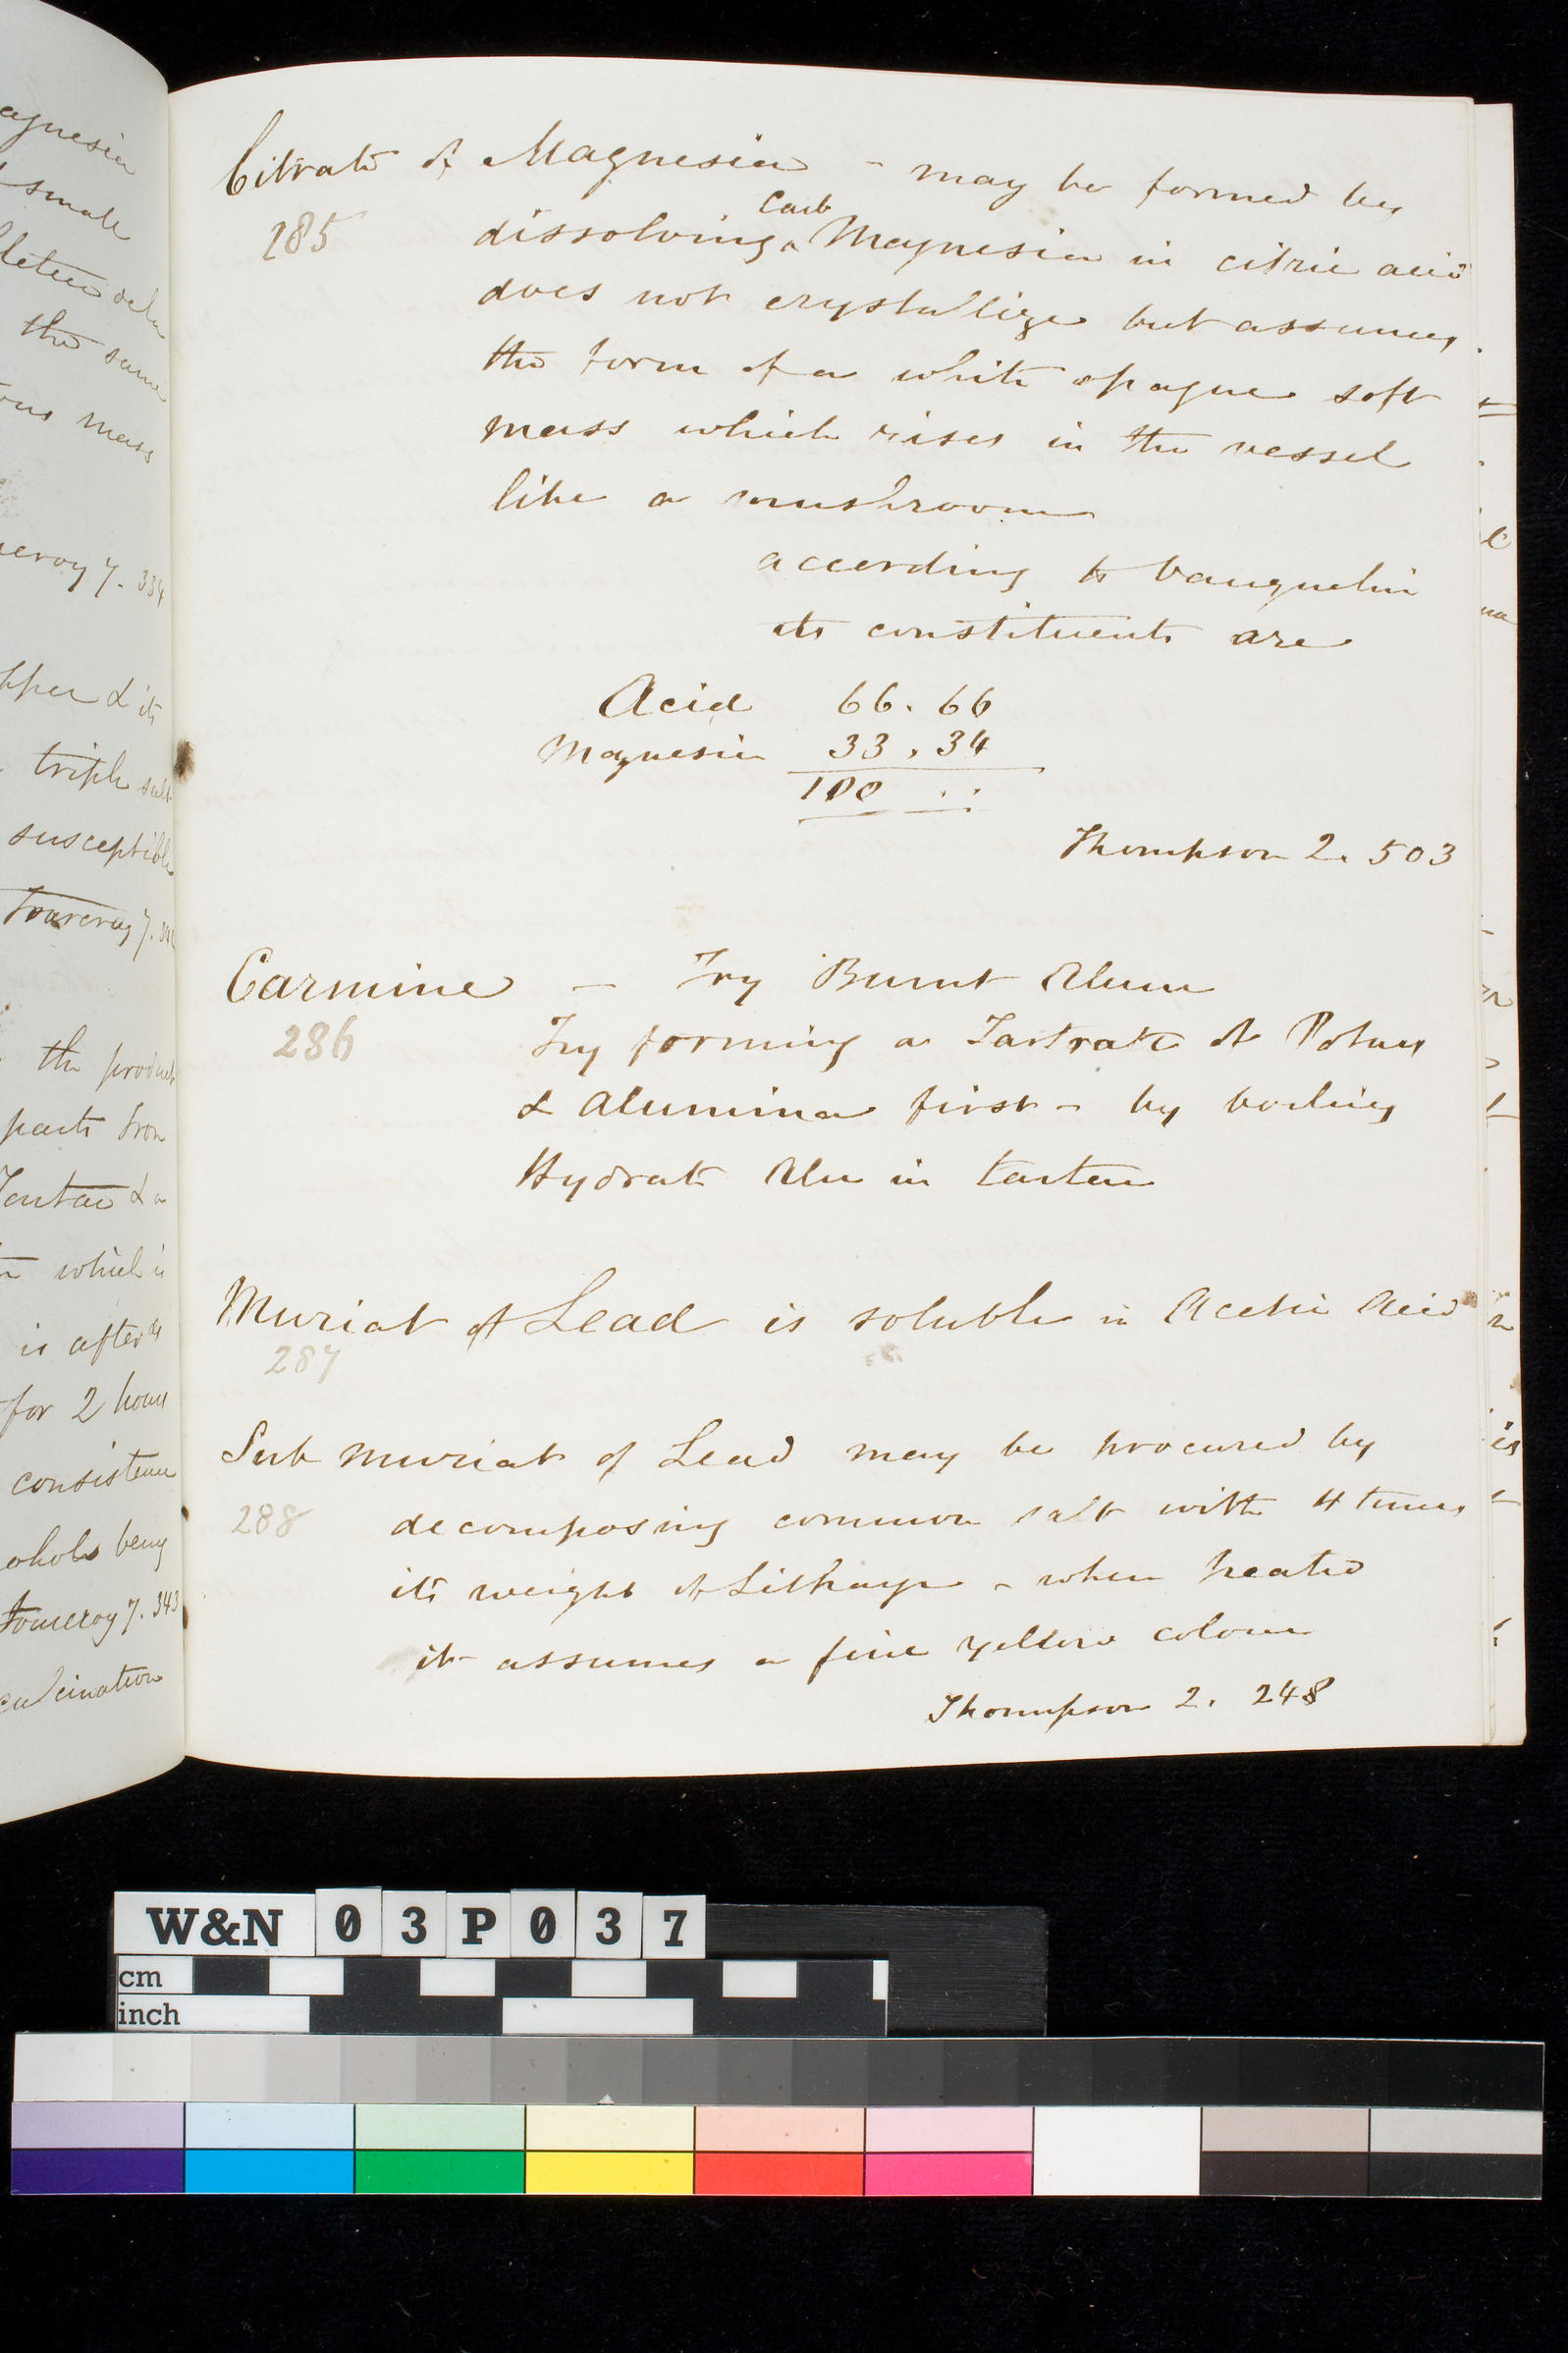 agnesia
small
the same
ous mass
ucroy 7. 334
pper & its
triple salt
susceptible
Fourcroy 7.
the product
parts Iron
Tartar & a
which is
is afterds
for 2 hours
consistence
ohols being
Fourcroy 7. 343
calcination
Citrate of Magnesia - may be formed by
285
Carb
dissolving ^ Magnesia in citric acid
does not crystallize but assumes
the form of a white opaque soft
mass which rises in the vessel
like a mushroom
according to Vauquelin
its constituents are
Acid 66.66
Magnesia 33.34
100 . .
Thompson 2. 503
Carmine - Try Burnt Alum
286
Try forming a Tartrate of Potass
& Alumina first - by boiling
Hydrate Alu in tartar
Muriat of Lead is soluble in Acetic Acid
287
Sub muriat of Lead may be procured by
288
decomposing common salt with 4 times
its weight of Litharge - when heated
it assumes a fine yellow colour
Thompson 2. 248
W&N 03P037
cm
inch